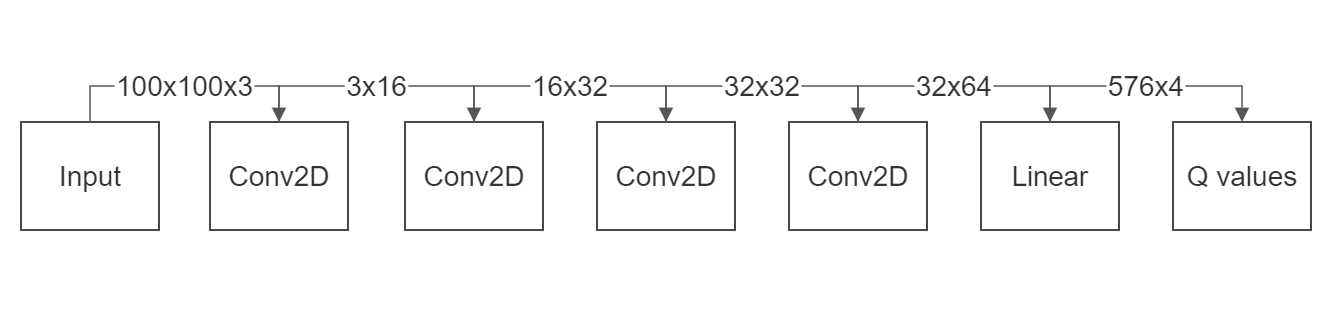 100x100x3 3x16 16x32 32x32 32x64 576x4
Input Conv2D Conv2D Conv2D Conv2D Linear Q values